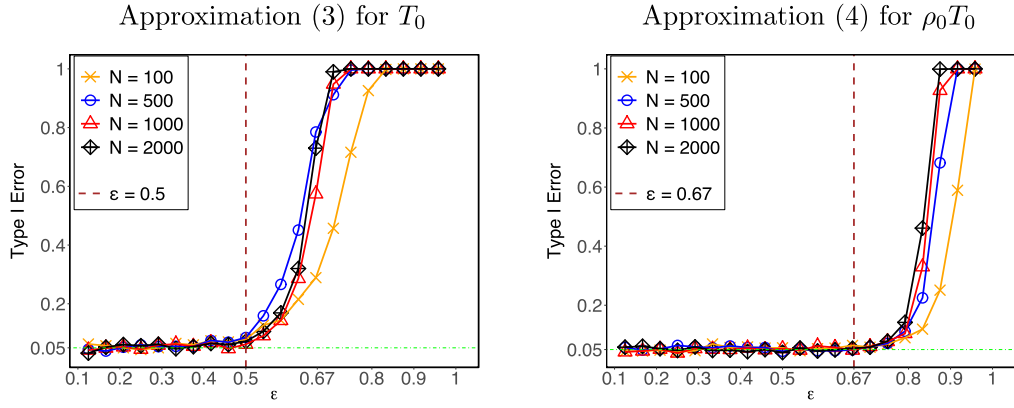 Approximation (3) for T₀
N = 100
N = 500
N = 1000
N = 2000
ε = 0.5
Type I Error
1
0.8
0.6
0.4
0.2
0.05
0.1 0.2 0.4 0.5 0.67 0.8 0.9 1
ε
Approximation (4) for ρ₀T₀
N = 100
N = 500
N = 1000
N = 2000
ε = 0.67
Type I Error
1
0.8
0.6
0.4
0.2
0.05
0.1 0.2 0.4 0.5 0.67 0.8 0.9 1
ε